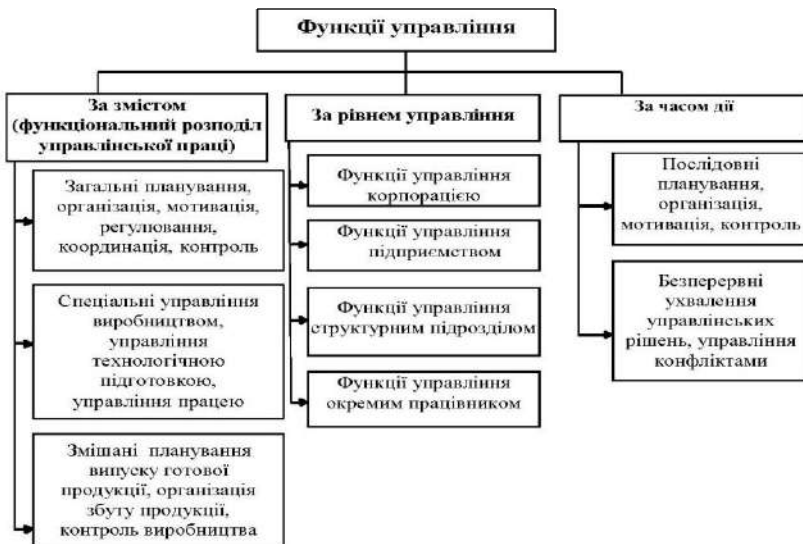 Функції управління
За змістом
(функціональний розподіл
управлінської праці)
Загальні планування,
організація, мотивація,
регулювання,
координація, контроль
Спеціальні управління
виробництвом,
управління
технологічною
підготовкою,
управління працею
Змішані планування
випуску готової
продукції, організація
збуту продукції,
контроль виробництва
За рівнем управління
Функції управління
корпорацією
Функції управління
підприємством
Функції управління
структурним підрозділом
Функції управління
окремим працівником
За часом дії
Послідовні
планування,
організація,
мотивація, контроль
Безперервні
ухвалення
управлінських
рішень, управління
конфліктами